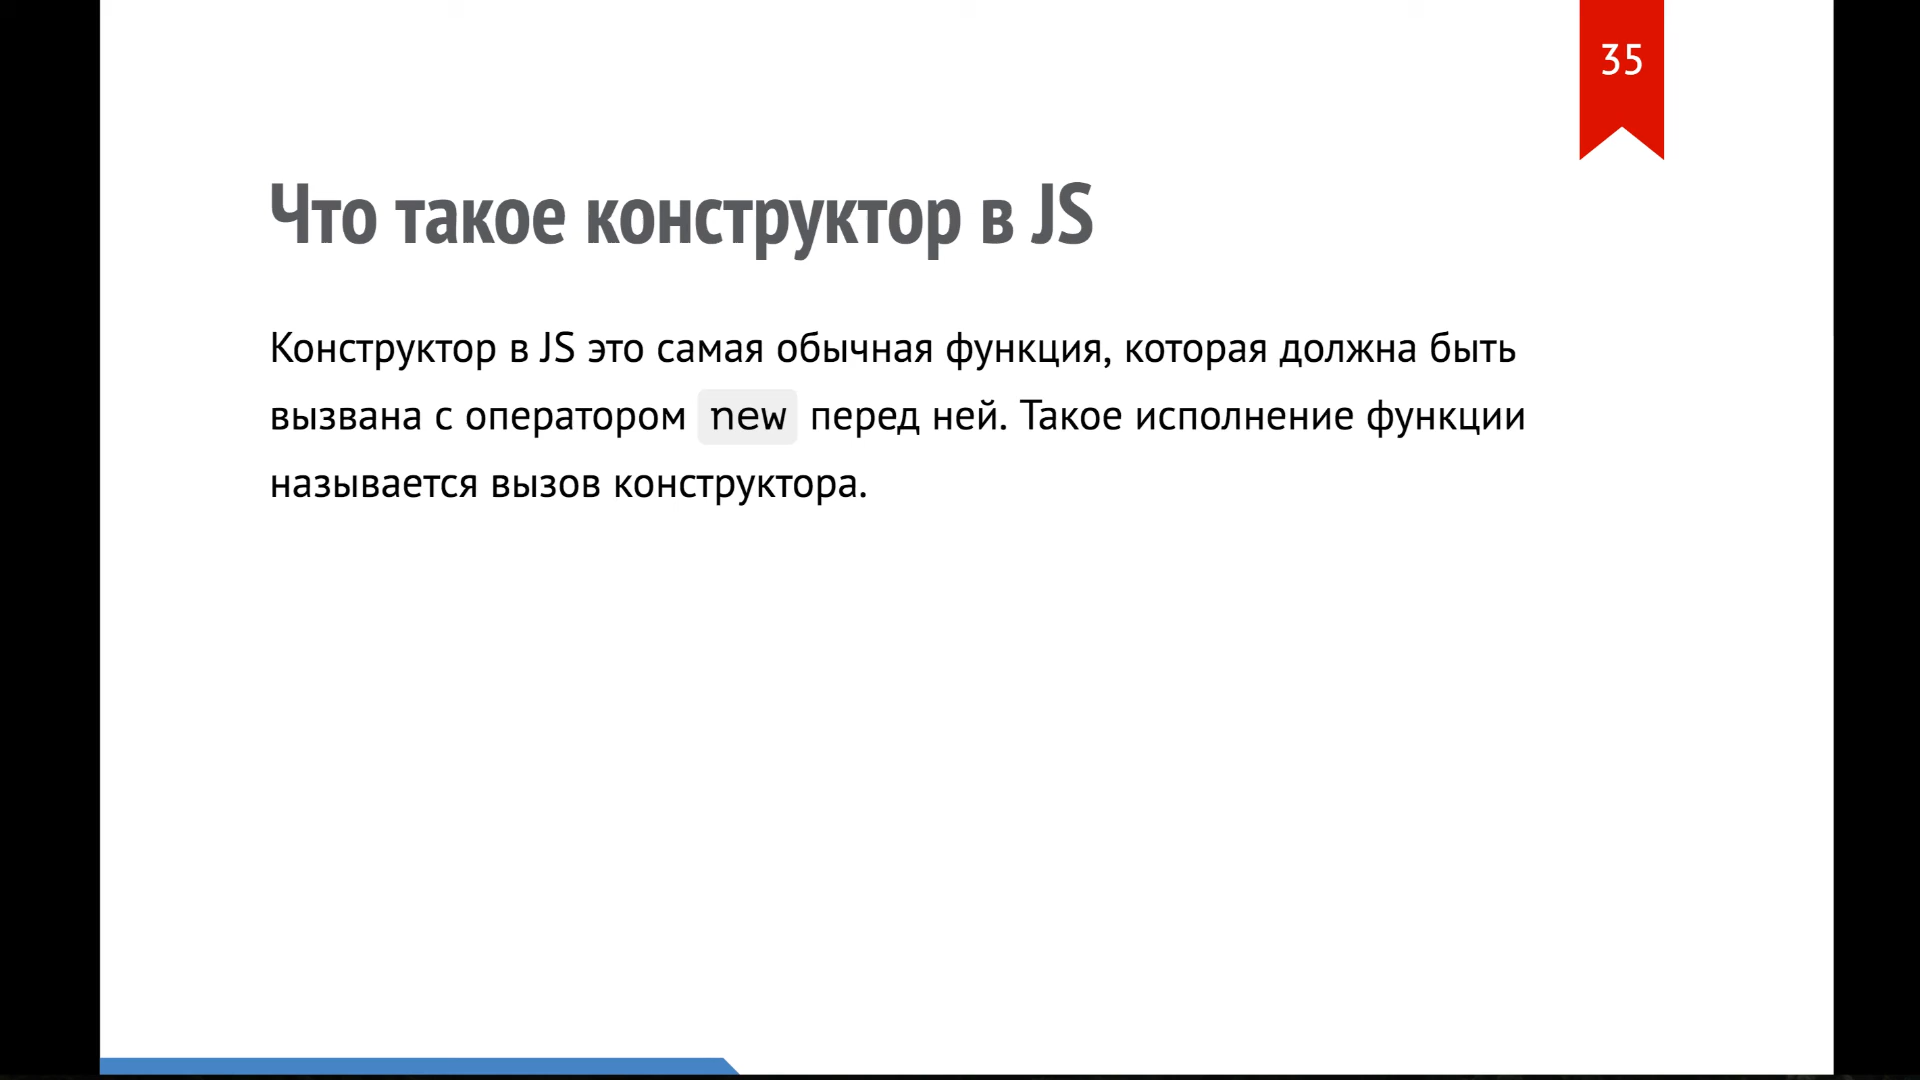 35
Что такое конструктор в JS
Конструктор в JS это самая обычная функция, которая должна быть
вызвана с оператором new перед ней. Такое исполнение функции
называется вызов конструктора.